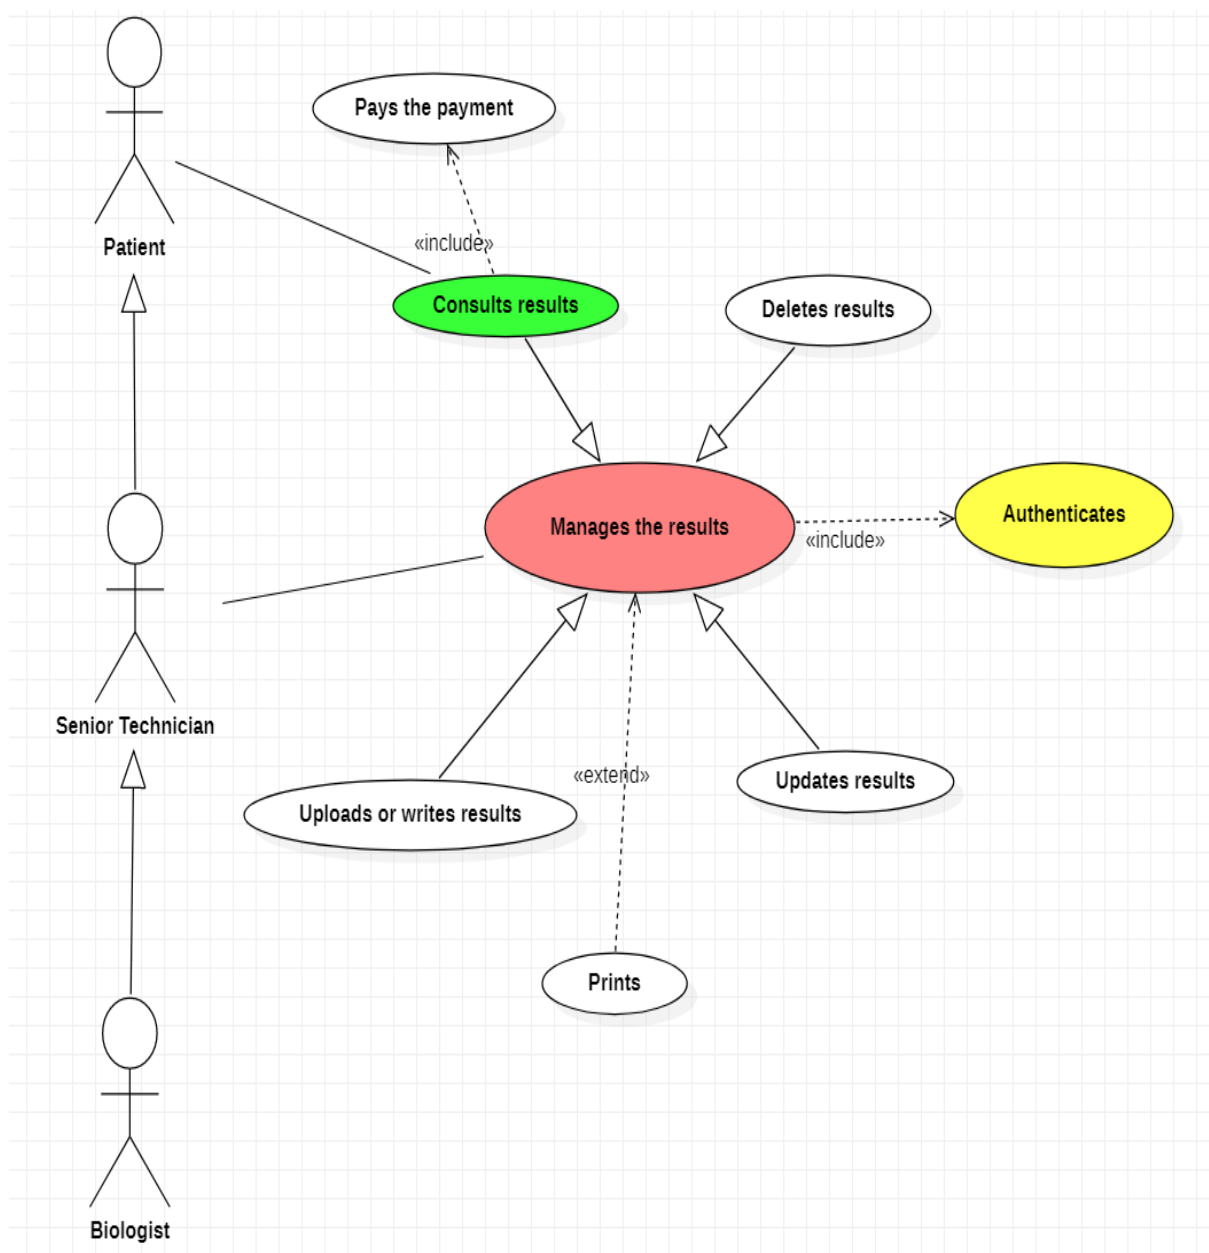 Pays the payment
«include»
Patient
Consults results
Deletes results
Manages the results
Authenticates
«include»
Senior Technician
«extend»
Updates results
Uploads or writes results
Prints
Biologist